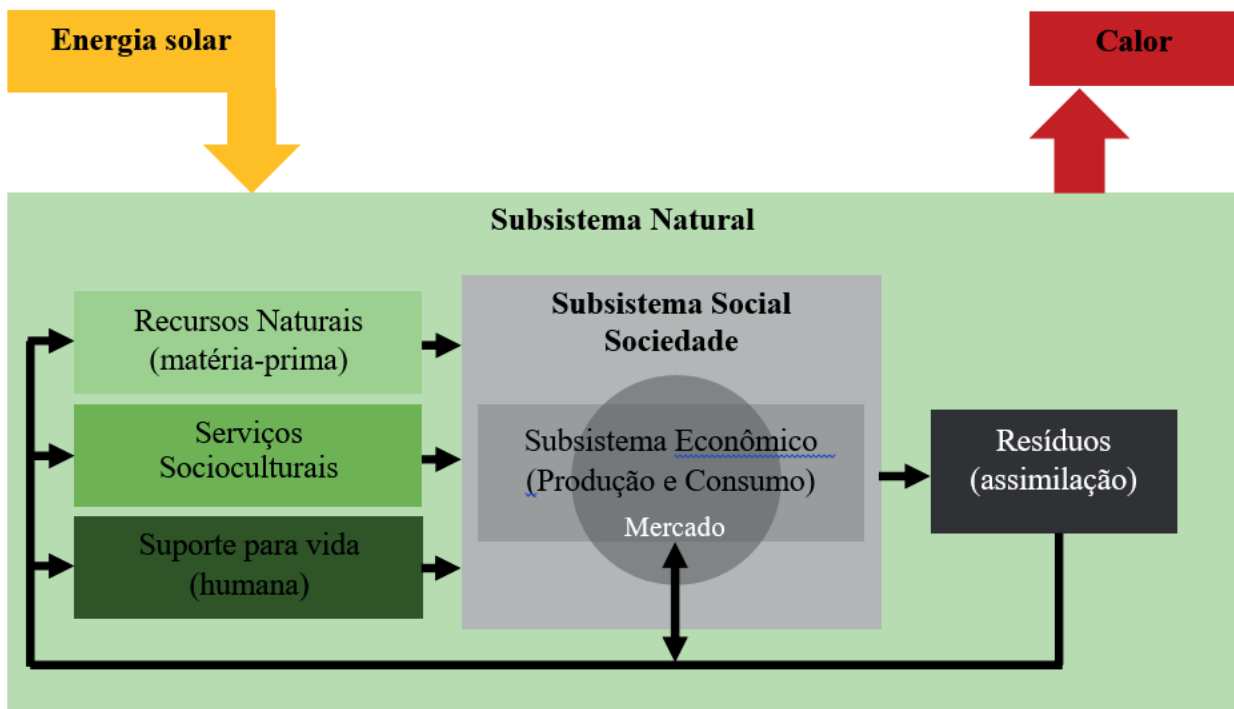 Energia solar
Calor
Subsistema Natural
Recursos Naturais
(matéria-prima)
Serviços
Socioculturais
Suporte para vida
(humana)
Subsistema Social
Sociedade
Subsistema Econômico
(Produção e Consumo)
Mercado
Resíduos
(assimilação)